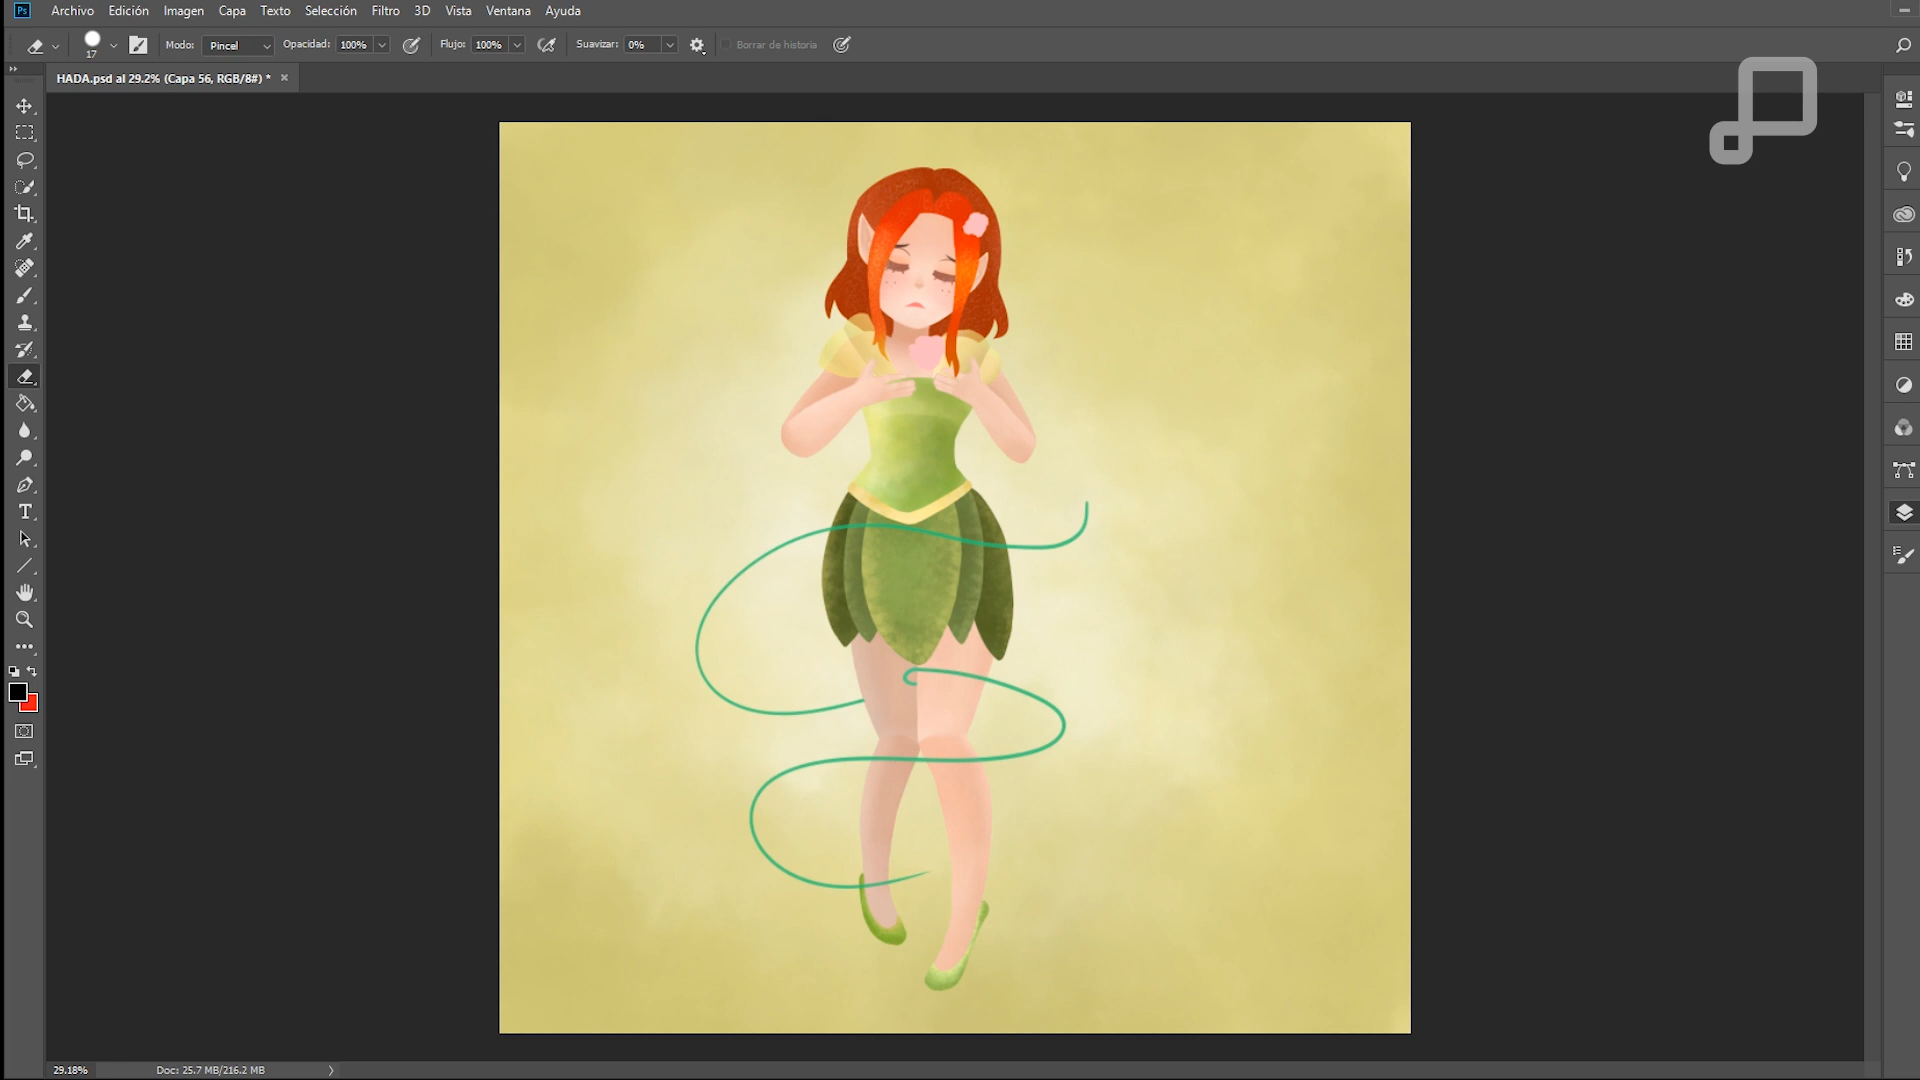 Ps Archivo Edición Imagen Capa Texto Selección Filtro 3D Vista Ventana Ayuda
17 Modo: Pincel Opacidad: 100% Flujo: 100% Suavizar: 0% Borrar de historia
HADA.psd al 29.2% (Capa 56, RGB/8#) *
29.18% Doc: 25.7 MB/216.2 MB